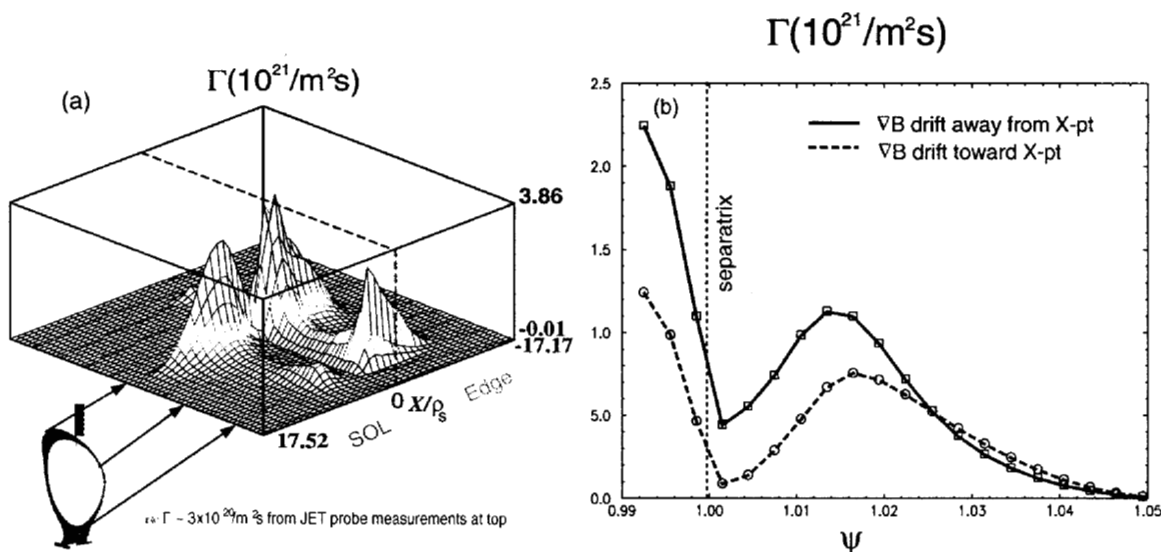 Γ(10²¹/m²s)
(a)
3.86
-0.01
-17.17
Edge
0 X/ρₛ
SOL
17.52
Γ ~ 3x10²⁰/m²s from JET probe measurements at top
Γ(10²¹/m²s)
(b)
∇B drift away from X-pt
∇B drift toward X-pt
separatrix
2.5
2.0
1.5
1.0
5.0
0.0
0.99 1.00 1.01 1.02 1.03 1.04 1.05
Ψ